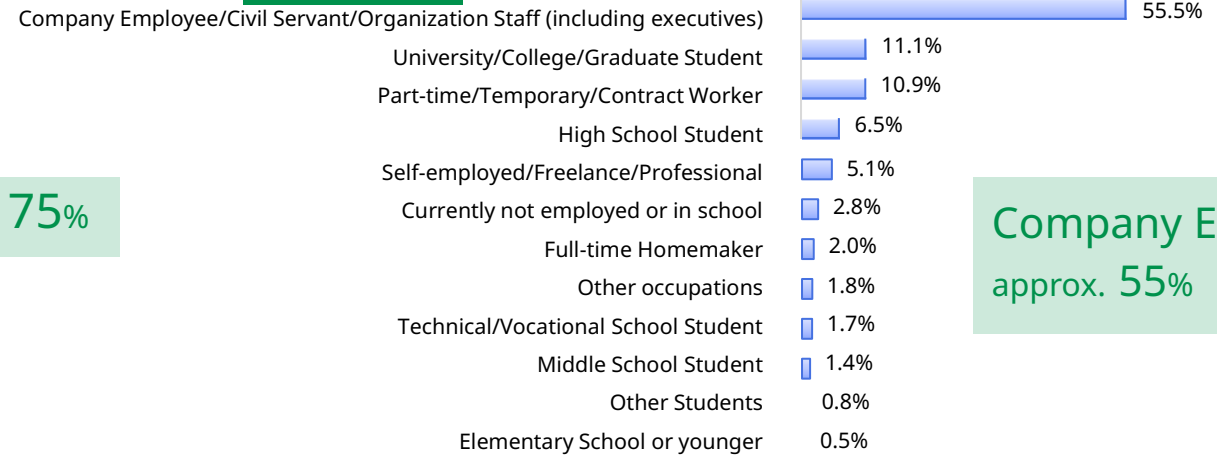 Company Employee/Civil Servant/Organization Staff (including executives) 55.5%
University/College/Graduate Student 11.1%
Part-time/Temporary/Contract Worker 10.9%
High School Student 6.5%
Self-employed/Freelance/Professional 5.1%
75%
Currently not employed or in school 2.8%
Company E
Full-time Homemaker 2.0%
Other occupations 1.8%
approx. 55%
Technical/Vocational School Student 1.7%
Middle School Student 1.4%
Other Students 0.8%
Elementary School or younger 0.5%